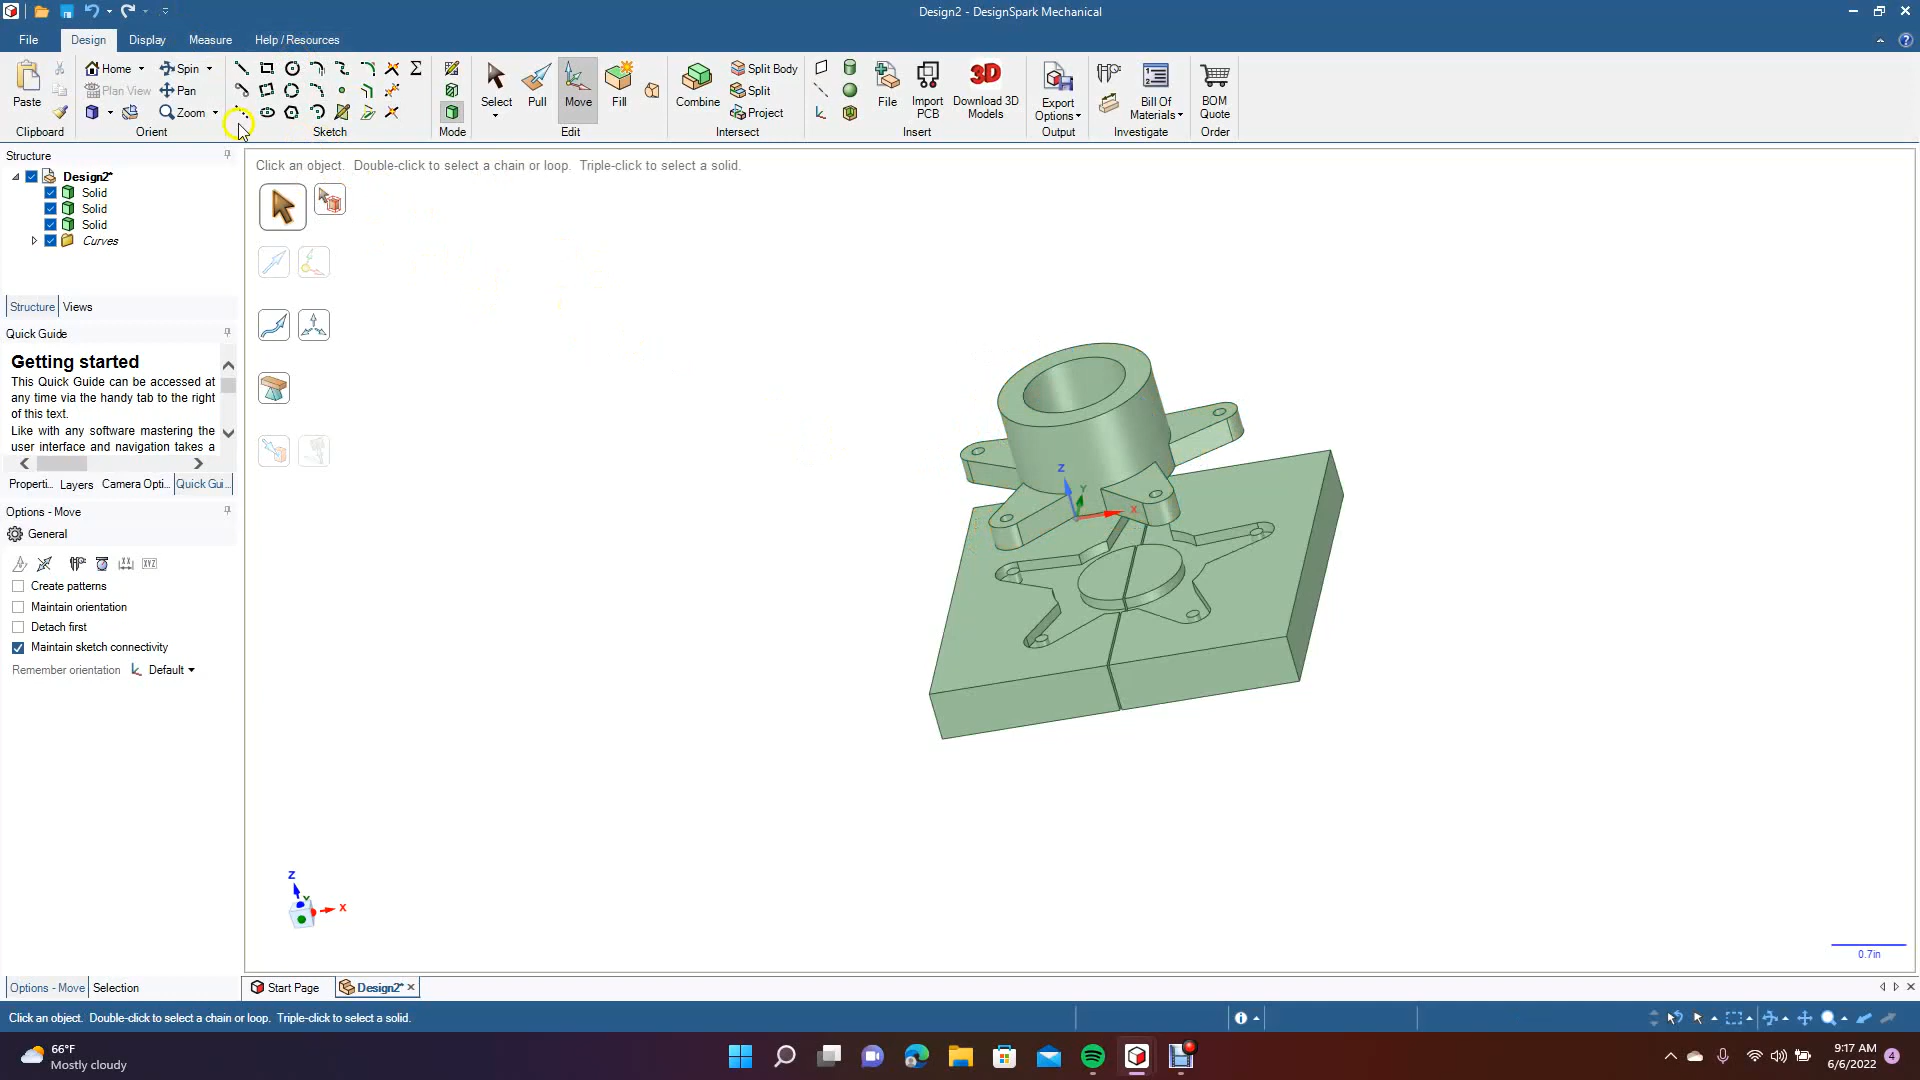 Design2 - DesignSpark Mechanical
File Design Display Measure Help / Resources
Paste Home Spin Select Pull Move Fill Combine Split Body File Import PCB Download 3D Models Export Options Bill Of Materials BOM Quote
Plan View Pan Split
Zoom Project
Clipboard Orient Sketch Mode Edit Intersect Insert Output Investigate Order
3D
Structure
Design2*
Solid
Solid
Solid
Curves
Structure Views
Quick Guide
Getting started
This Quick Guide can be accessed at
any time via the handy tab to the right
of this text.
Like with any software mastering the
user interface and navigation takes a
Properti... Layers Camera Opti... Quick Gui...
Options - Move
General
XYZ
Create patterns
Maintain orientation
Detach first
Maintain sketch connectivity
Remember orientation Default
Options - Move Selection
Click an object. Double-click to select a chain or loop. Triple-click to select a solid.
Z
Y
X
Z
Y
X
0.7in
Start Page Design2*
Click an object. Double-click to select a chain or loop. Triple-click to select a solid.
66°F
Mostly cloudy
9:17 AM
6/6/2022
4